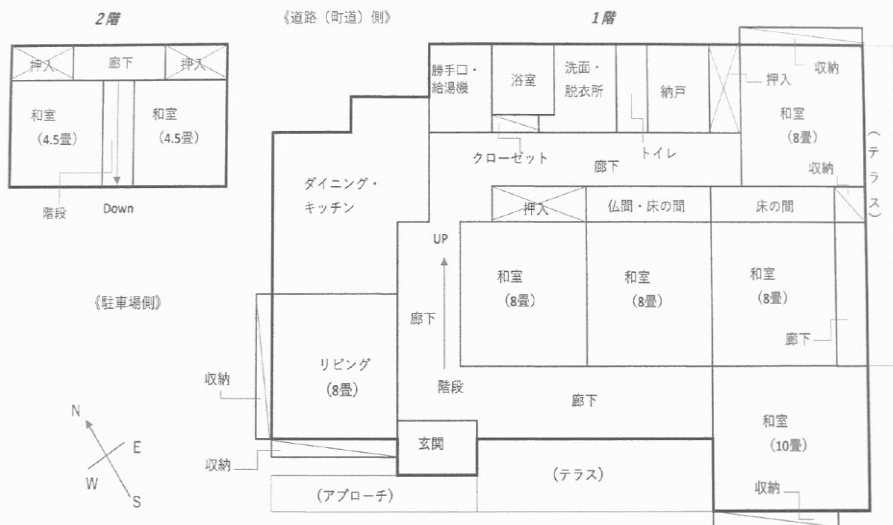 2階
《道路（町道）側》
1階
押入
廊下
押入
和室
（4.5畳）
和室
（4.5畳）
階段
Down
勝手口・
給湯機
浴室
洗面・
脱衣所
納戸
押入
収納
和室
（8畳）
（テラス）
クローゼット
トイレ
廊下
収納
ダイニング・
キッチン
押入
仏間・床の間
床の間
UP
和室
（8畳）
和室
（8畳）
和室
（8畳）
《駐車場側》
廊下
廊下
リビング
（8畳）
収納
階段
廊下
和室
（10畳）
N
E
W
S
玄関
収納
（テラス）
（アプローチ）
収納